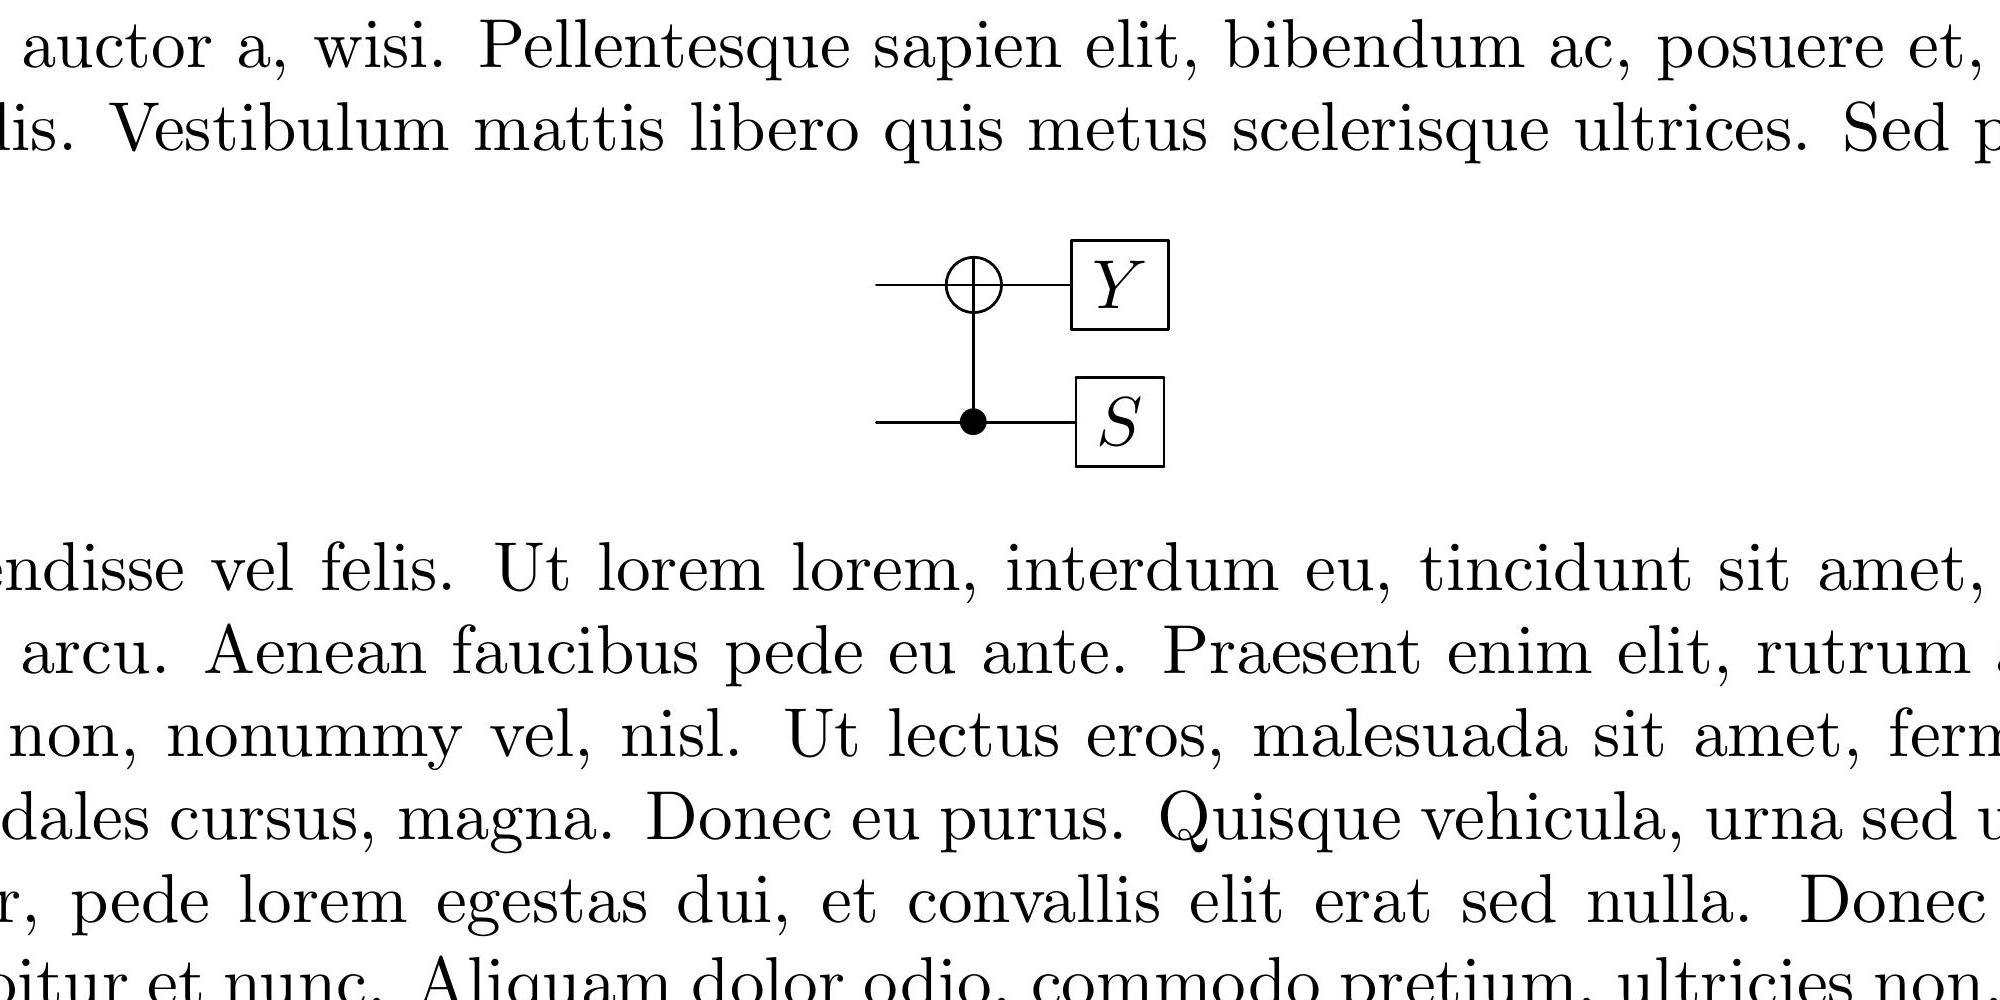 auctor a, wisi. Pellentesque sapien elit, bibendum ac, posuere et,
lis. Vestibulum mattis libero quis metus scelerisque ultrices. Sed p
Y
S
endisse vel felis. Ut lorem lorem, interdum eu, tincidunt sit amet,
arcu. Aenean faucibus pede eu ante. Praesent enim elit, rutrum
non, nonummy vel, nisl. Ut lectus eros, malesuada sit amet, ferm
dales cursus, magna. Donec eu purus. Quisque vehicula, urna sed u
r, pede lorem egestas dui, et convallis elit erat sed nulla. Donec
bitur et nunc. Aliquam dolor odio, commodo pretium, ultricies non,